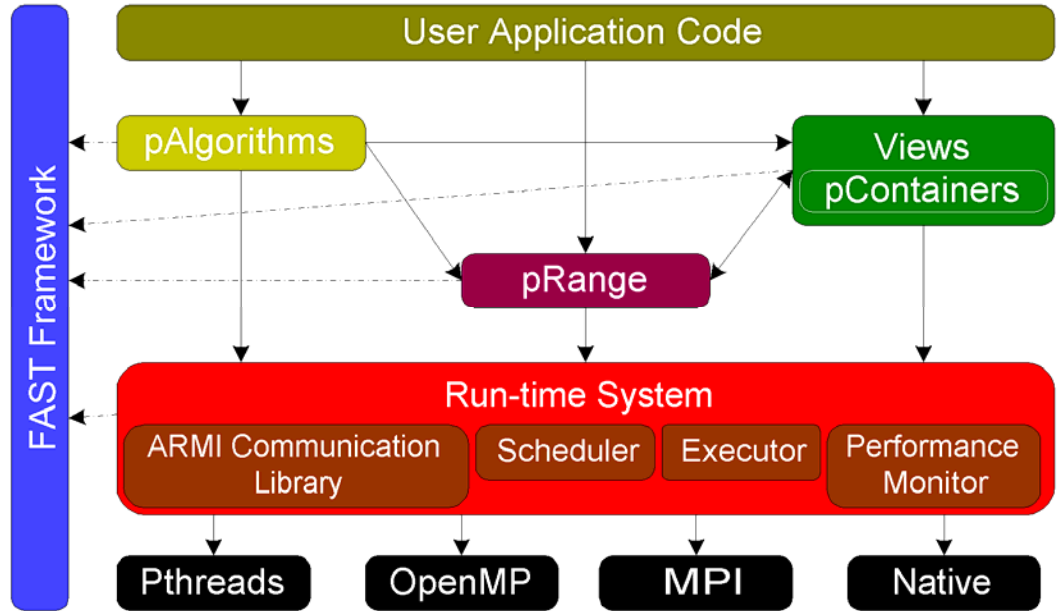 FAST Framework
User Application Code
pAlgorithms
Views
pContainers
pRange
Run-time System
ARMI Communication
Library
Scheduler
Executor
Performance
Monitor
Pthreads
OpenMP
MPI
Native